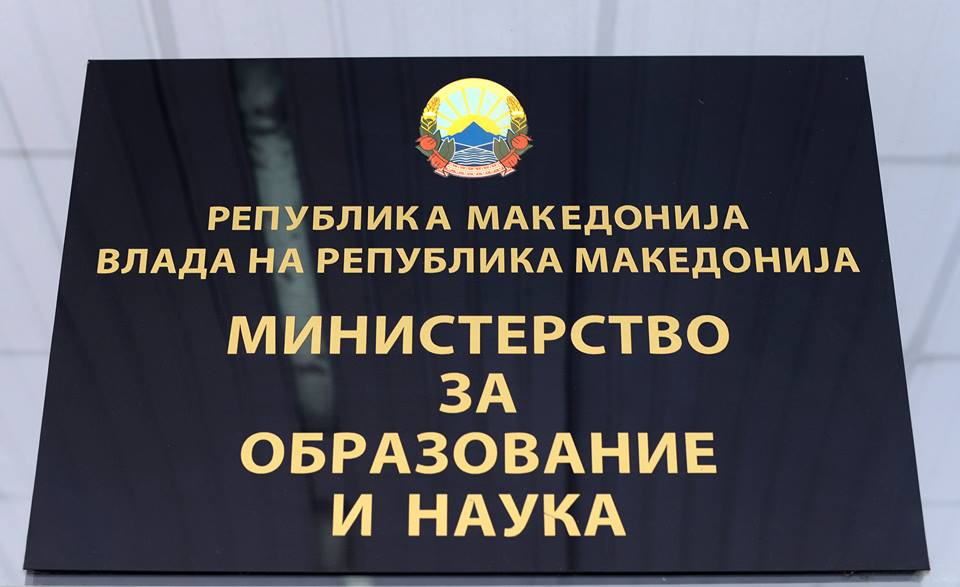 РЕПУБЛИКА МАКЕДОНИЈА
ВЛАДА НА РЕПУБЛИКА МАКЕДОНИЈА
МИНИСТЕРСТВО
ЗА
ОБРАЗОВАНИЕ
И НАУКА